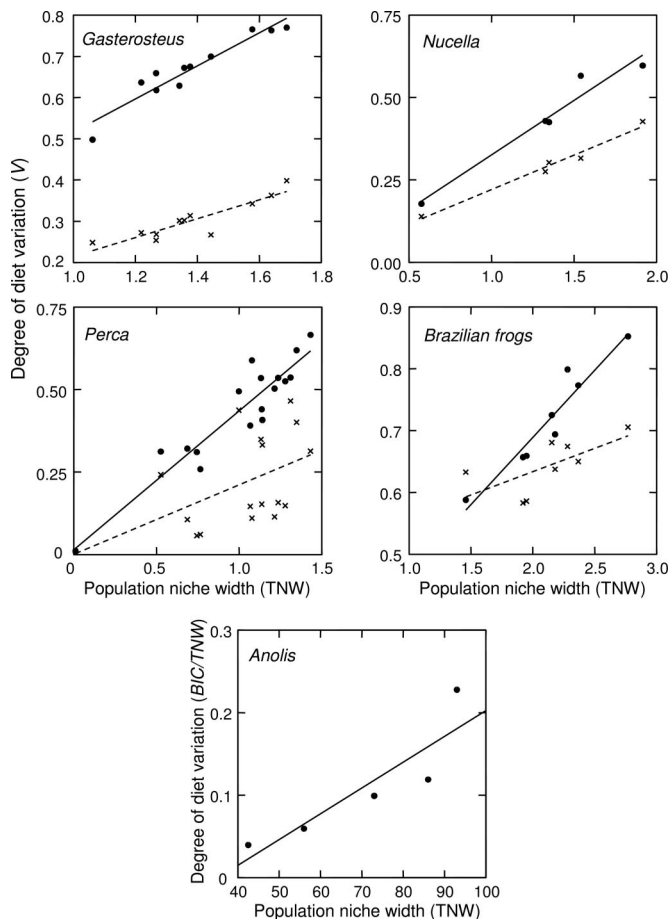 Gasterosteus
0.8
0.7
0.6
0.5
0.4
0.3
0.2
1.0 1.2 1.4 1.6 1.8
Nucella
0.75
0.50
0.25
0.00
0.5 1.0 1.5 2.0
Degree of diet variation (V)
Perca
0.75
0.50
0.25
0
0 0.5 1.0 1.5
Population niche width (TNW)
Brazilian frogs
0.9
0.8
0.7
0.6
0.5
1.0 1.5 2.0 2.5 3.0
Population niche width (TNW)
Anolis
Degree of diet variation (BIC/TNW)
0.3
0.2
0.1
0
40 50 60 70 80 90 100
Population niche width (TNW)